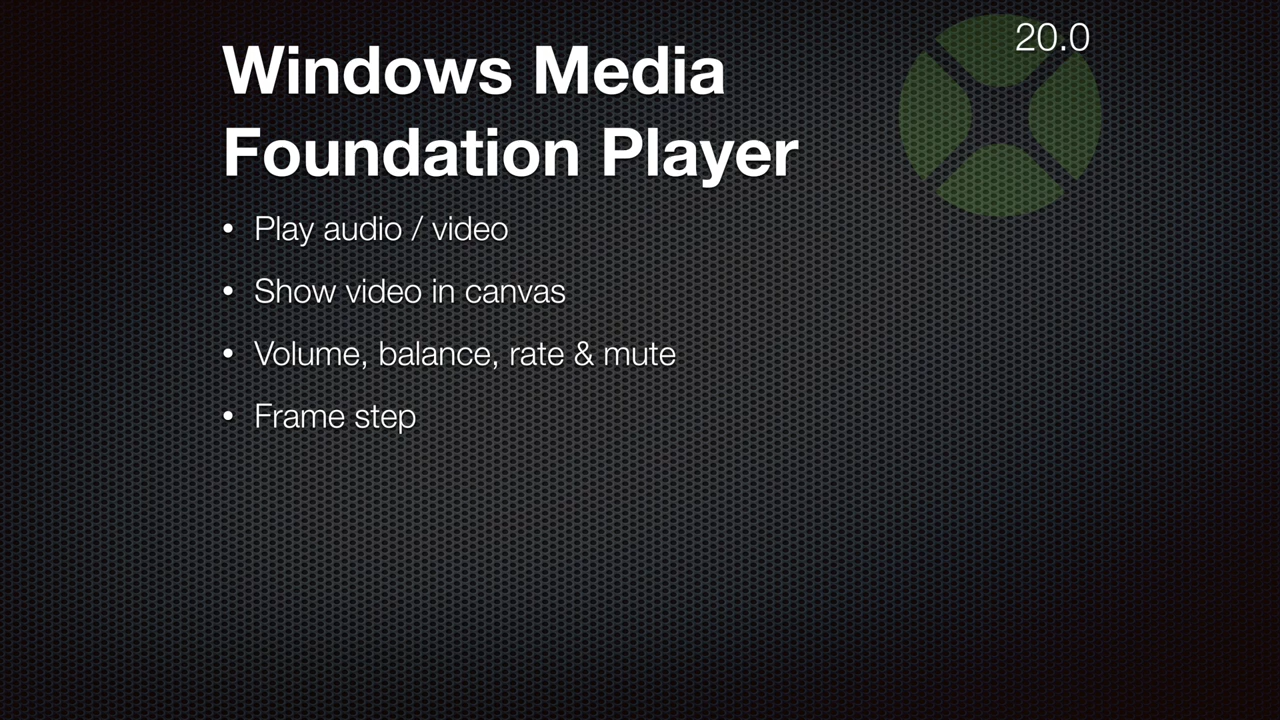 20.0
Windows Media
Foundation Player
• Play audio / video
• Show video in canvas
• Volume, balance, rate & mute
• Frame step